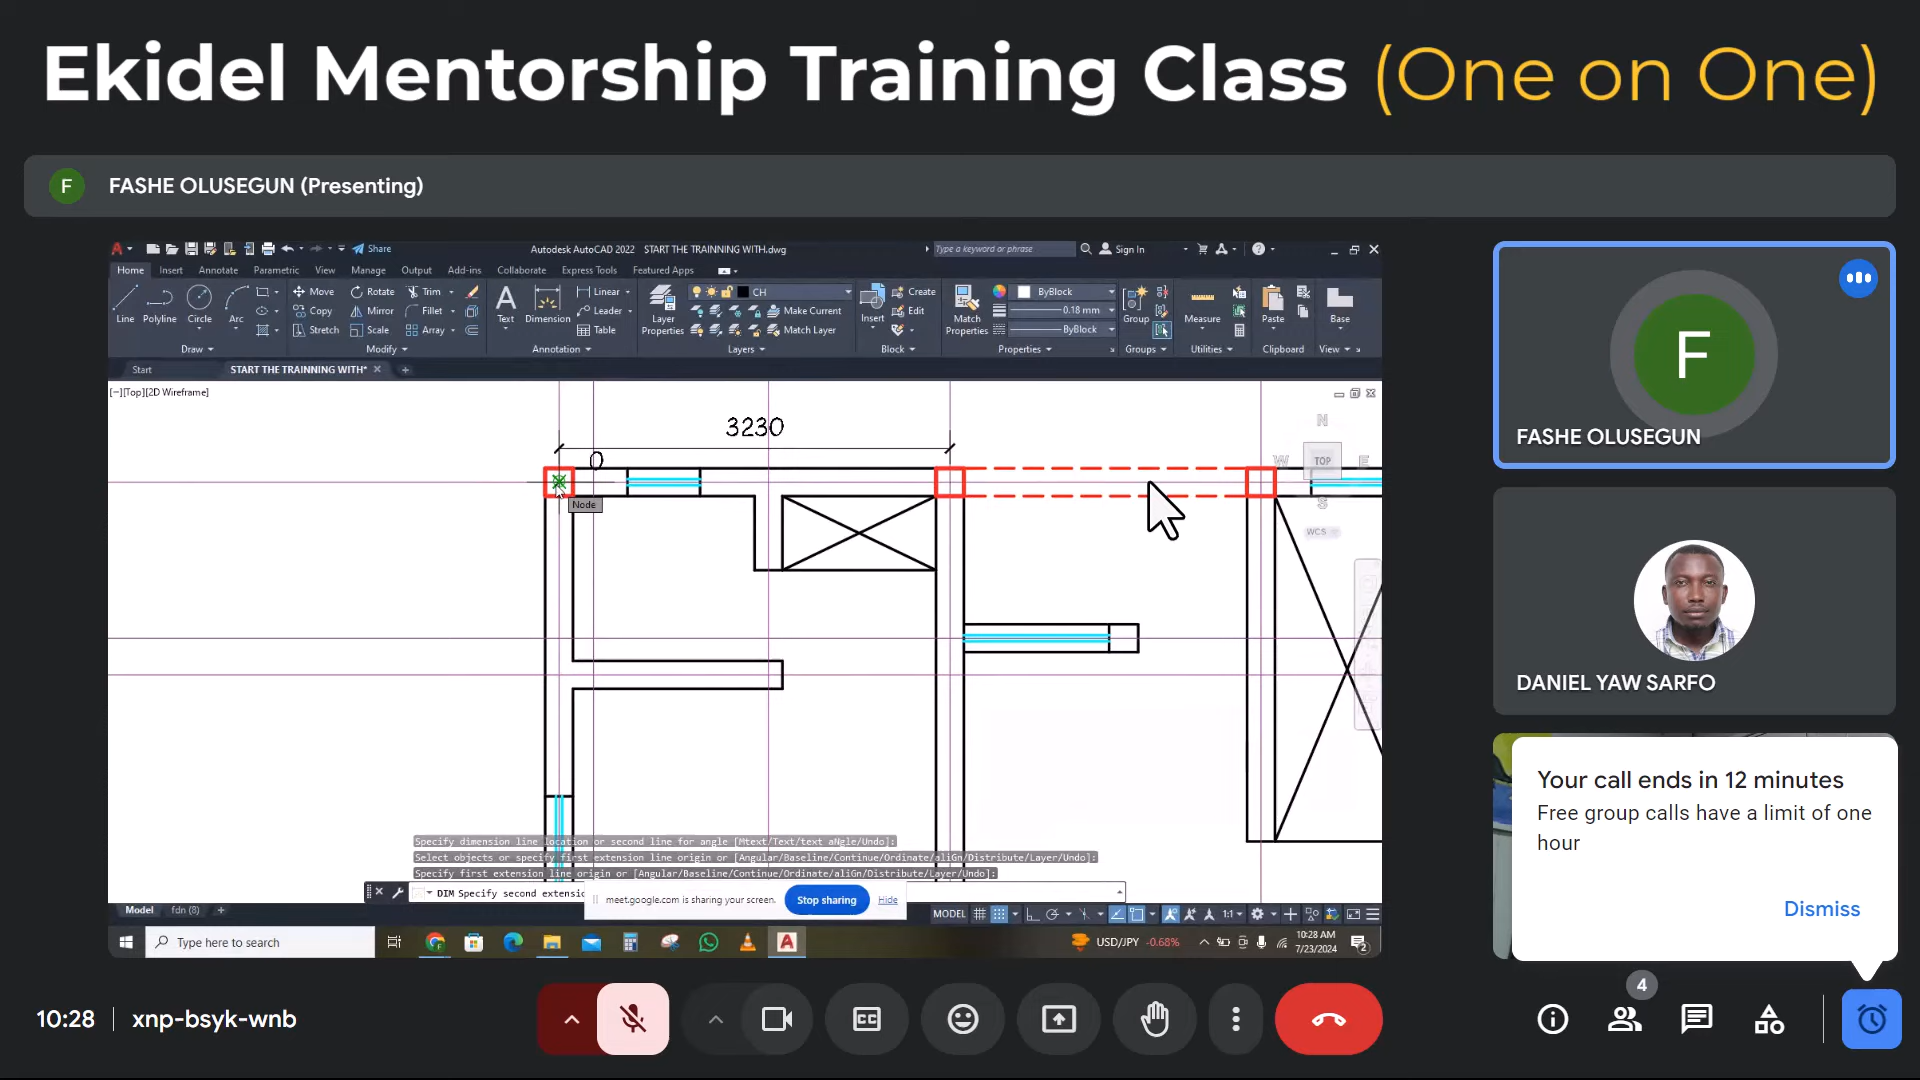 Ekidel Mentorship Training Class (One on One)
F FASHE OLUSEGUN (Presenting)
Share Autodesk AutoCAD 2022 START THE TRAINNING WITH.dwg Type a keyword or phrase Sign In
Home Insert Annotate Parametric View Manage Output Add-ins Collaborate Express Tools Featured Apps
Line Polyline Circle Arc
Move Rotate Trim
Copy Mirror Fillet
Stretch Scale Array
Text Dimension
Linear
Leader
Table
Layer Properties
CH
Make Current
Match Layer
Insert
Create
Edit
Match Properties
ByBlock
0.18 mm
ByBlock
Group Measure Paste Base
Draw Modify Annotation Layers Block Properties Groups Utilities Clipboard View
Start START THE TRAINNING WITH*
[−][Top][2D Wireframe]
3230
0
Node
N
W TOP E
S
WCS
Specify dimension line location or second line for angle [Mtext/Text/text aNgle/Undo]:
Select objects or specify first extension line origin or [Angular/Baseline/Continue/Ordinate/aliGn/Distribute/Layer/Undo]:
Specify first extension line origin or [Angular/Baseline/Continue/Ordinate/aliGn/Distribute/Layer/Undo]:
DIM Specify second extensio
meet.google.com is sharing your screen. Stop sharing Hide
Model fdn (8) MODEL 1:1
Type here to search USD/JPY -0.68% 10:28 AM
7/23/2024
2
F
FASHE OLUSEGUN
DANIEL YAW SARFO
Your call ends in 12 minutes
Free group calls have a limit of one
hour
Dismiss
10:28 xnp-bsyk-wnb
CC
4